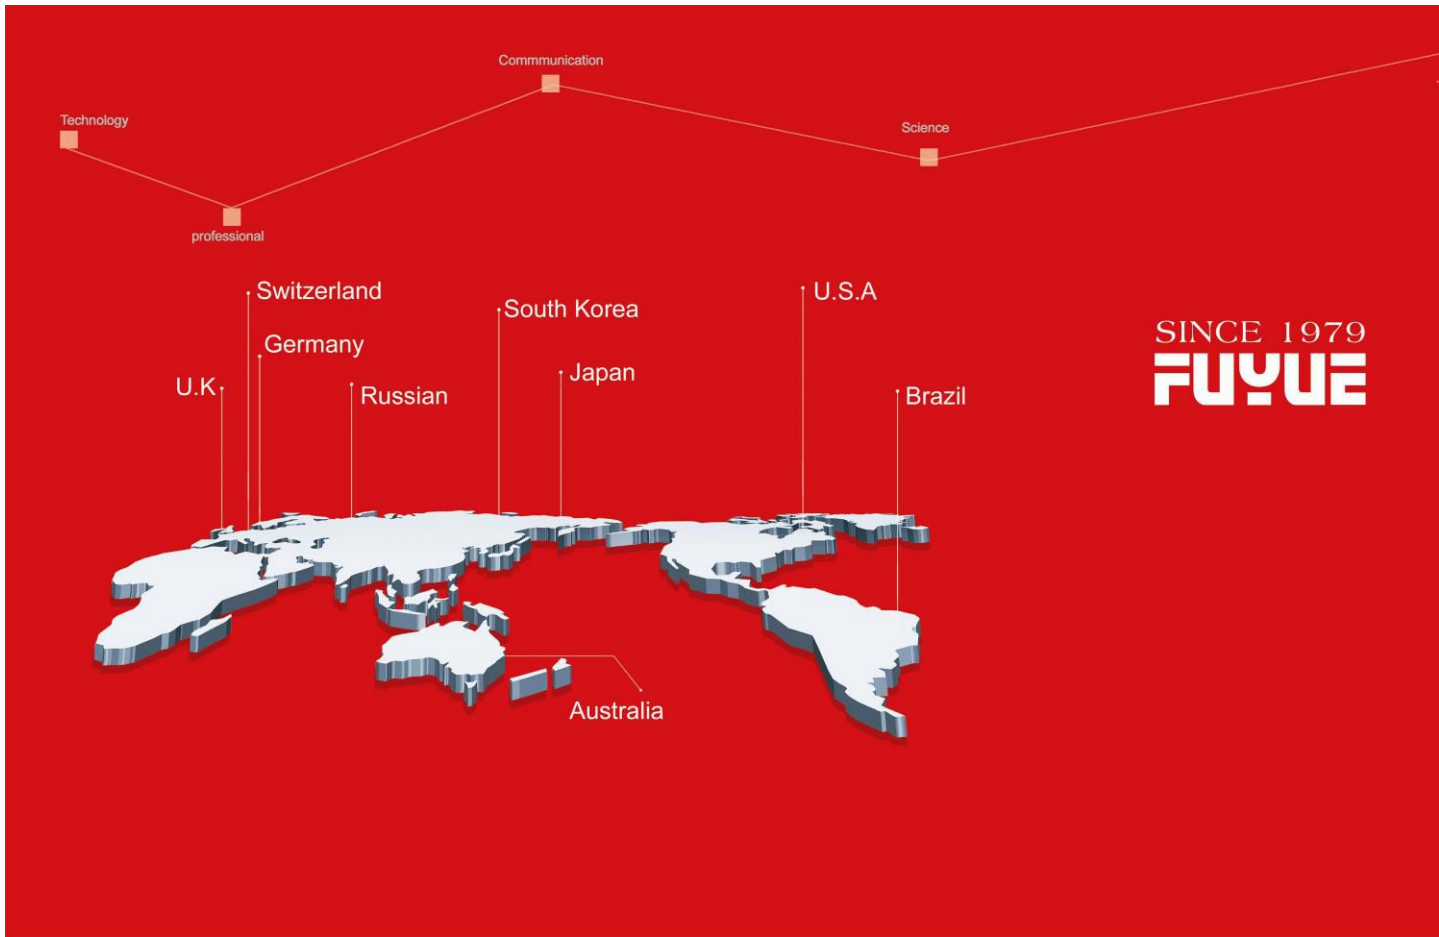 Commmunication
Technology
Science
professional
Switzerland
U.S.A
South Korea
SINCE 1979
Germany
FUYUE
Japan
U.K
Russian
Brazil
Australia